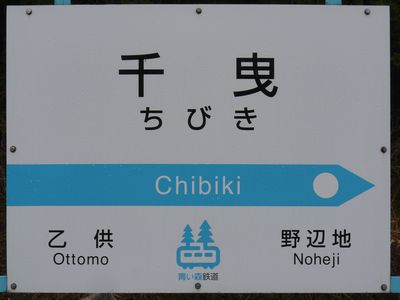 千曳
ちびき
Chibiki
乙供
Ottomo
青い森鉄道
野辺地
Noheji